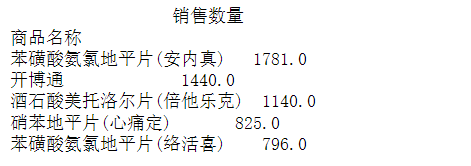 销售数量
商品名称
苯磺酸氨氯地平片(安内真) 1781.0
开博通 1440.0
酒石酸美托洛尔片(倍他乐克) 1140.0
硝苯地平片(心痛定) 825.0
苯磺酸氨氯地平片(络活喜) 796.0